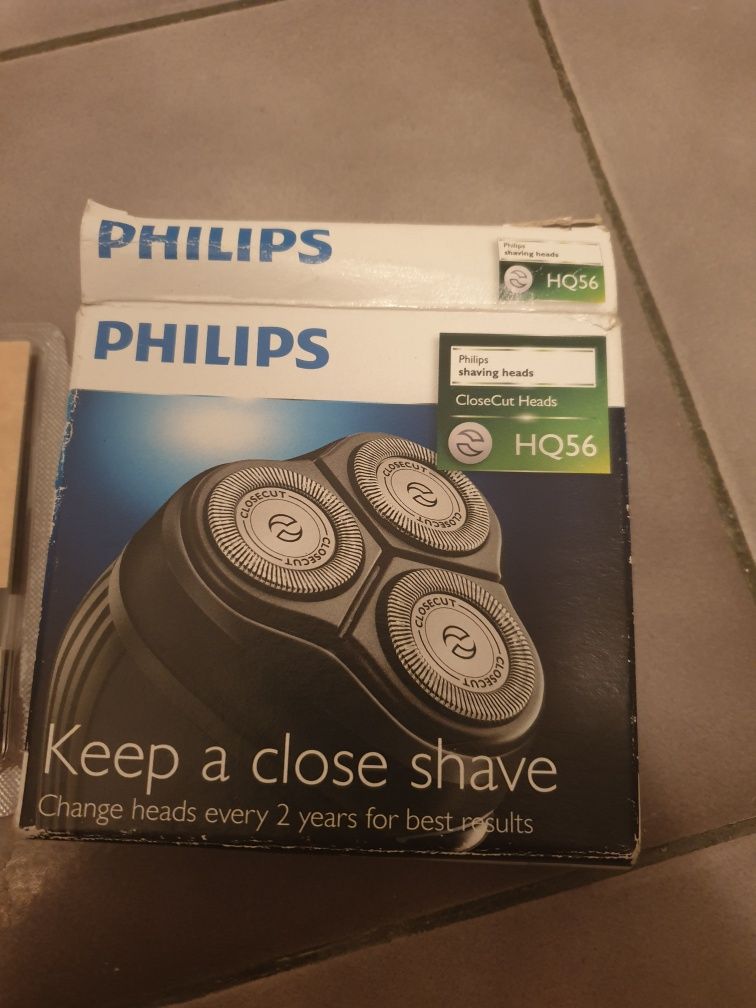 PHILIPS
Philips
shaving heads
HQ56
PHILIPS
Philips
shaving heads
CloseCut Heads
HQ56
CLOSECUT
CLOSECUT
CLOSECUT
CLOSECUT
CLOSECUT
CLOSECUT
Keep a close shave
Change heads every 2 years for best results